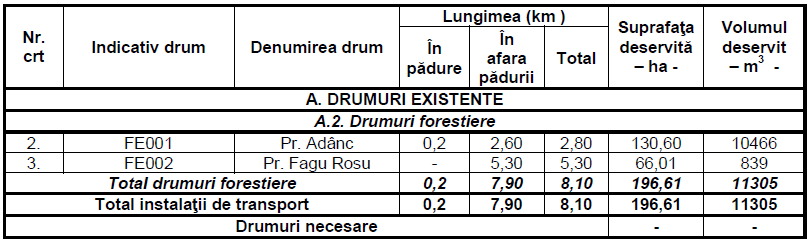 Nr. crt | Indicativ drum | Denumirea drum | Lungimea (km ) | Suprafaţa deservită – ha - | Volumul deservit – m³ -
În pădure | În afara pădurii | Total
A. DRUMURI EXISTENTE
A.2. Drumuri forestiere
2. | FE001 | Pr. Adânc | 0,2 | 2,60 | 2,80 | 130,60 | 10466
3. | FE002 | Pr. Fagu Rosu | - | 5,30 | 5,30 | 66,01 | 839
Total drumuri forestiere | 0,2 | 7,90 | 8,10 | 196,61 | 11305
Total instalaţii de transport | 0,2 | 7,90 | 8,10 | 196,61 | 11305
Drumuri necesare | - | -